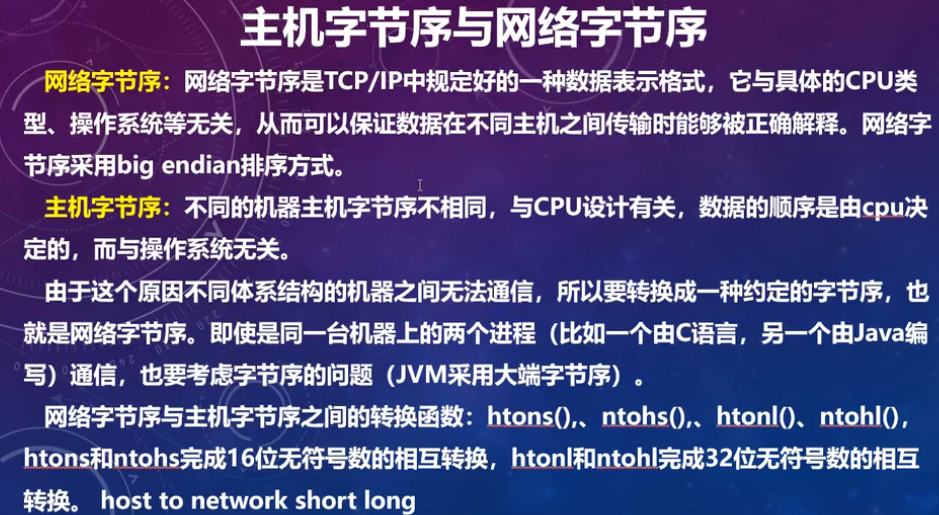 主机字节序与网络字节序
网络字节序：网络字节序是TCP/IP中规定好的一种数据表示格式，它与具体的CPU类
型、操作系统等无关，从而可以保证数据在不同主机之间传输时能够被正确解释。网络字
节序采用big endian排序方式。
主机字节序：不同的机器主机字节序不相同，与CPU设计有关，数据的顺序是由cpu决
定的，而与操作系统无关。
由于这个原因不同体系结构的机器之间无法通信，所以要转换成一种约定的字节序，也
就是网络字节序。即使是同一台机器上的两个进程（比如一个由C语言，另一个由Java编
写）通信，也要考虑字节序的问题（JVM采用大端字节序）。
网络字节序与主机字节序之间的转换函数：htons(),、ntohs(),、htonl()、ntohl()，
htons和ntohs完成16位无符号数的相互转换，htonl和ntohl完成32位无符号数的相互
转换。 host to network short long